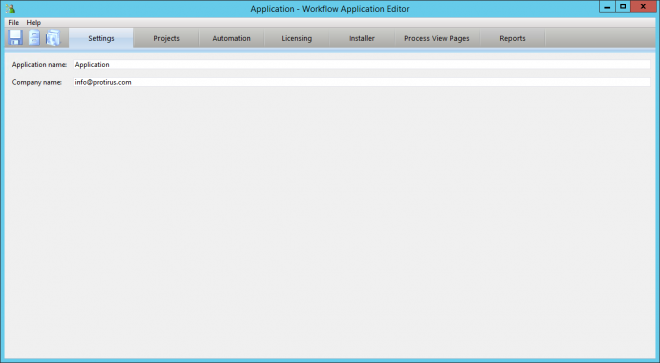 Application - Workflow Application Editor
File Help
Settings Projects Automation Licensing Installer Process View Pages Reports
Application name: Application
Company name: info@protirus.com